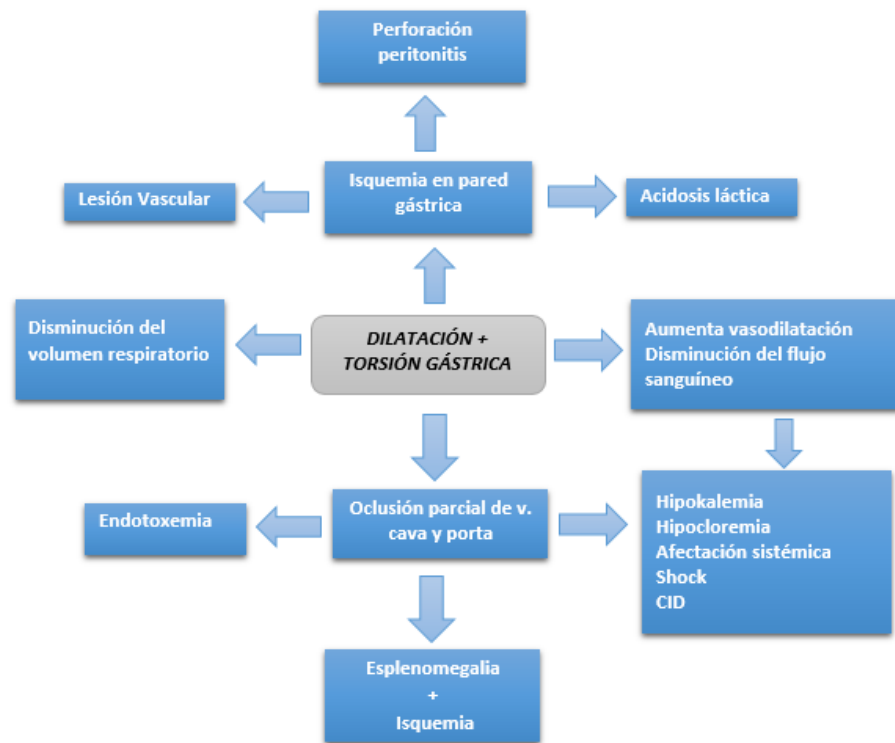 Perforación
peritonitis
Isquemia en pared
gástrica
Lesión Vascular
Acidosis láctica
Disminución del
volumen respiratorio
DILATACIÓN +
TORSIÓN GÁSTRICA
Aumenta vasodilatación
Disminución del flujo
sanguíneo
Endotoxemia
Oclusión parcial de v.
cava y porta
Hipokalemia
Hipocloremia
Afectación sistémica
Shock
CID
Esplenomegalia
+
Isquemia